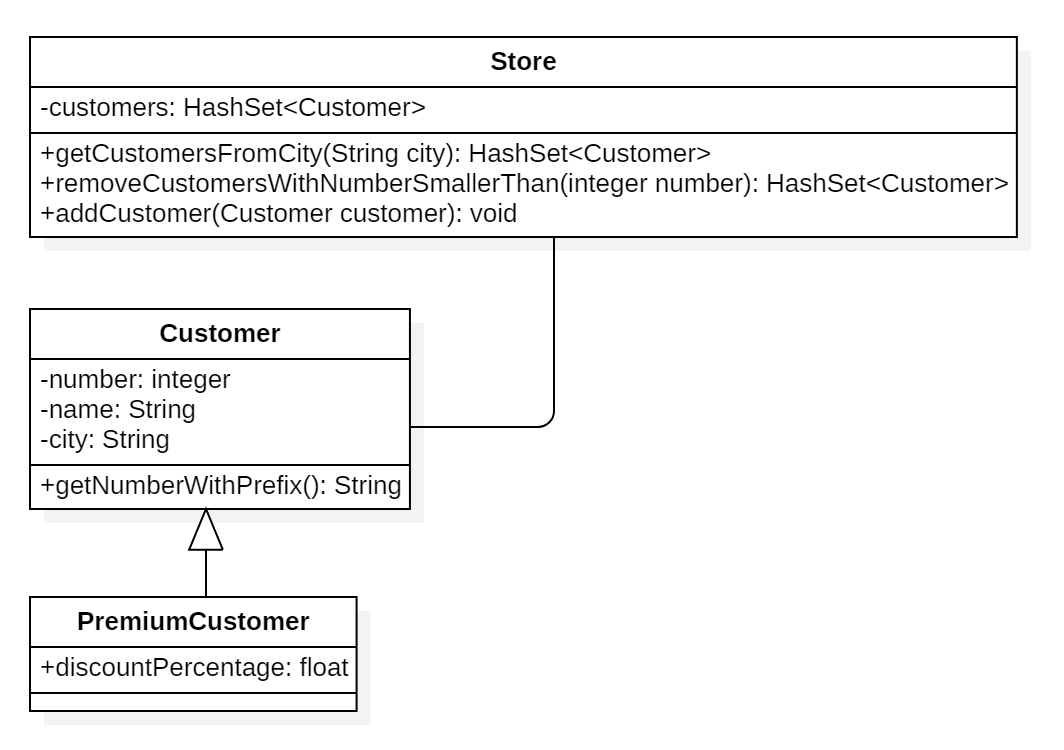 Store
-customers: HashSet<Customer>
+getCustomersFromCity(String city): HashSet<Customer>
+removeCustomersWithNumberSmallerThan(integer number): HashSet<Customer>
+addCustomer(Customer customer): void
Customer
-number: integer
-name: String
-city: String
+getNumberWithPrefix(): String
PremiumCustomer
+discountPercentage: float